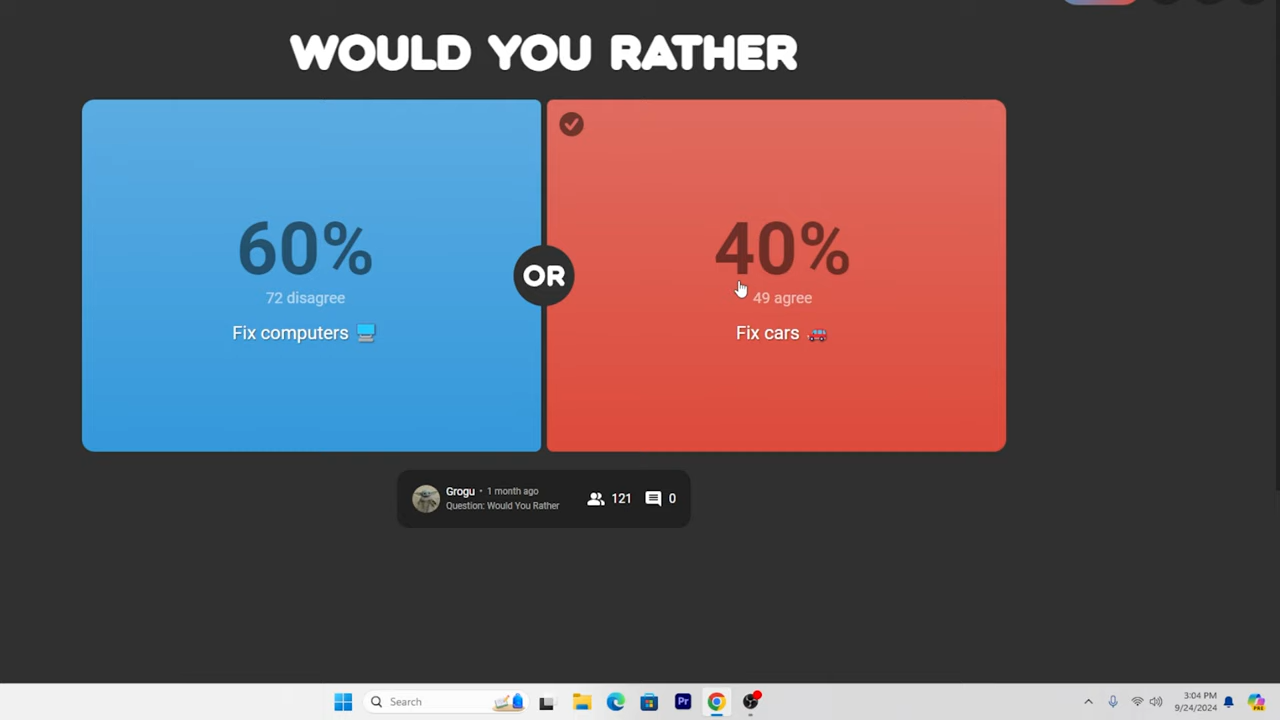 WOULD YOU RATHER
60%
72 disagree
Fix computers
OR
40%
49 agree
Fix cars
Grogu • 1 month ago
Question: Would You Rather
121
0
Search
Pr
3:04 PM
9/24/2024